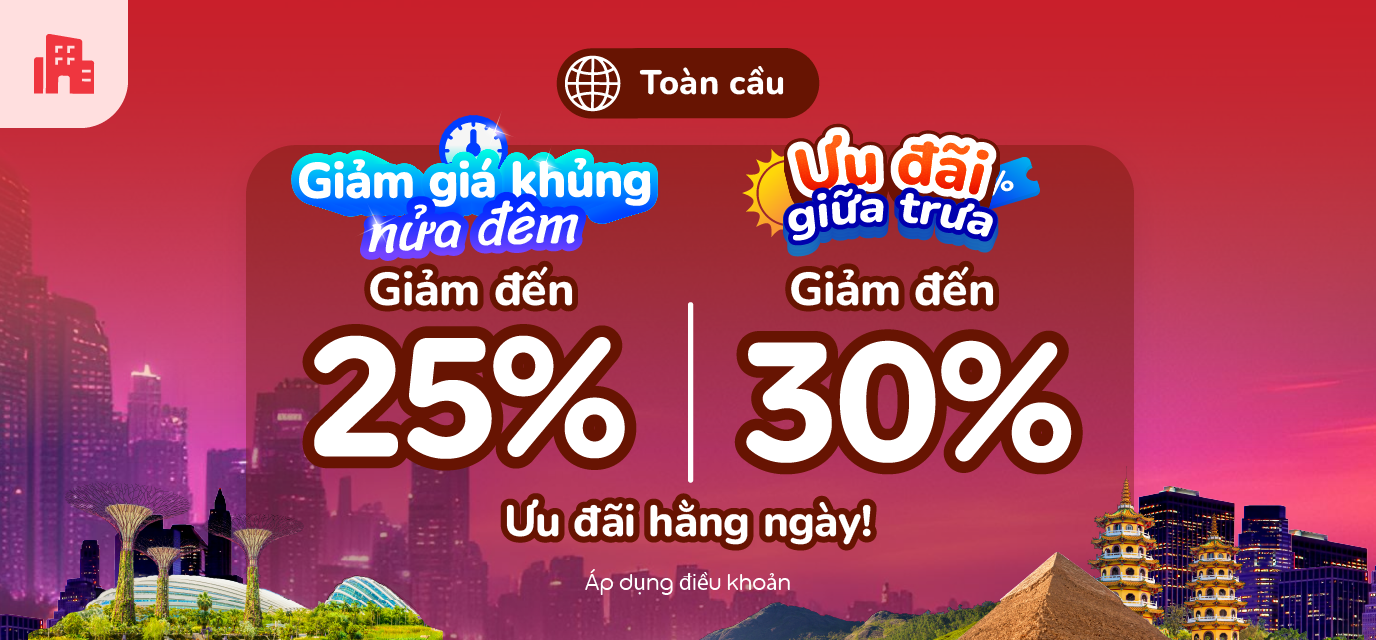 Toàn cầu
Giảm giá khủng
nửa đêm
Giảm đến
25%
Ưu đãi
%
giữa trưa
Giảm đến
30%
Ưu đãi hằng ngày!
Áp dụng điều khoản